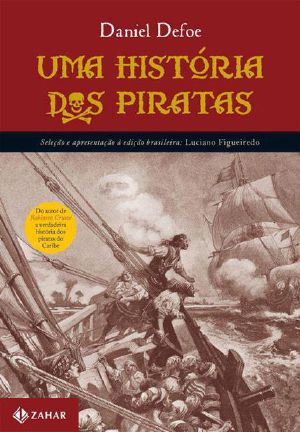 Daniel Defoe
UMA HISTÓRIA
DOS PIRATAS
Seleção e apresentação à edição brasileira: Luciano Figueiredo
Do autor de
Robinson Crusoe
a verdadeira
história dos
piratas do
Caribe
ZAHAR